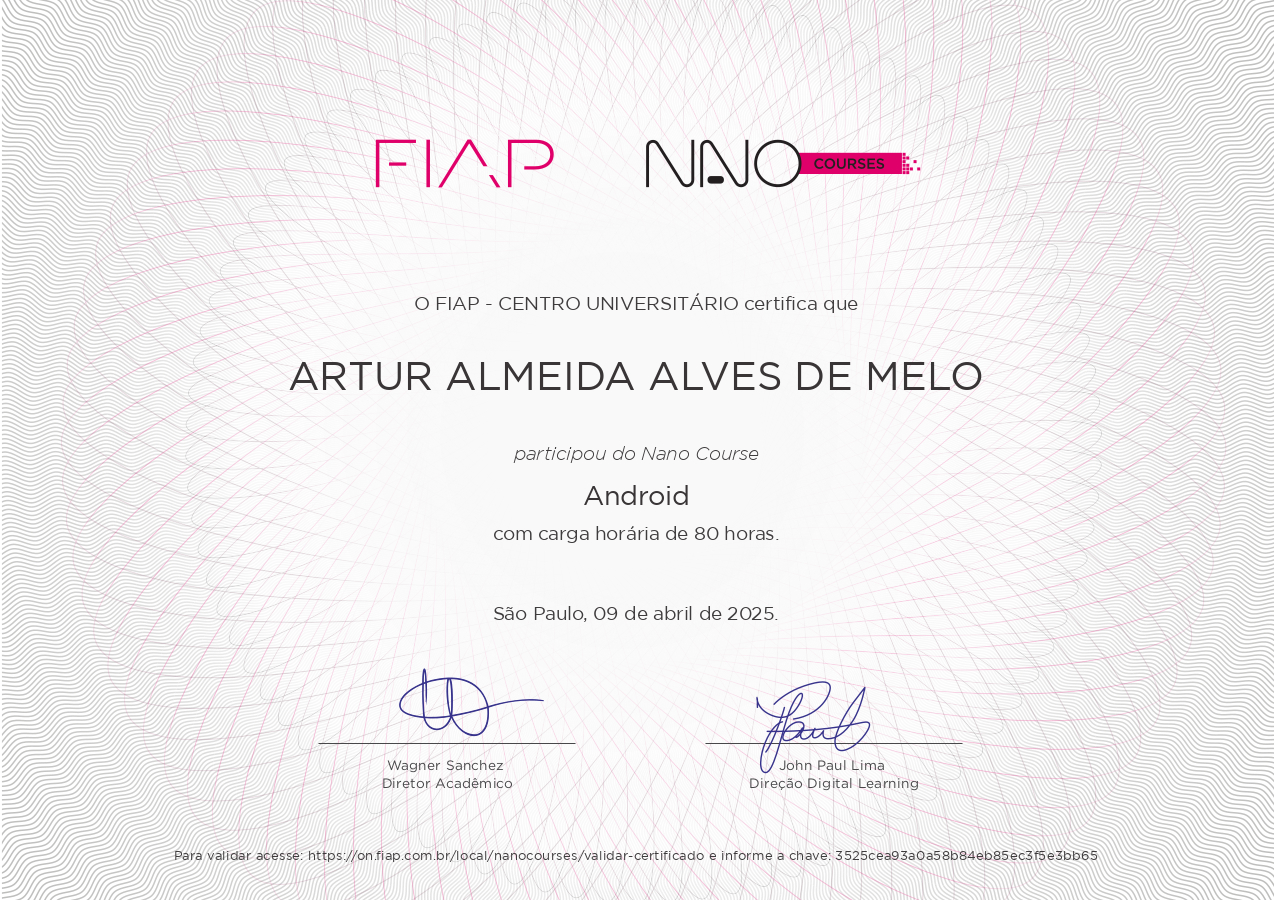 FIAP NANO COURSES
O FIAP - CENTRO UNIVERSITÁRIO certifica que
ARTUR ALMEIDA ALVES DE MELO
participou do Nano Course
Android
com carga horária de 80 horas.
São Paulo, 09 de abril de 2025.
Wagner Sanchez
Diretor Acadêmico
John Paul Lima
Direção Digital Learning
Para validar acesse: https://on.fiap.com.br/local/nanocourses/validar-certificado e informe a chave: 3525cea93a0a58b84eb85ec3f5e3bb65